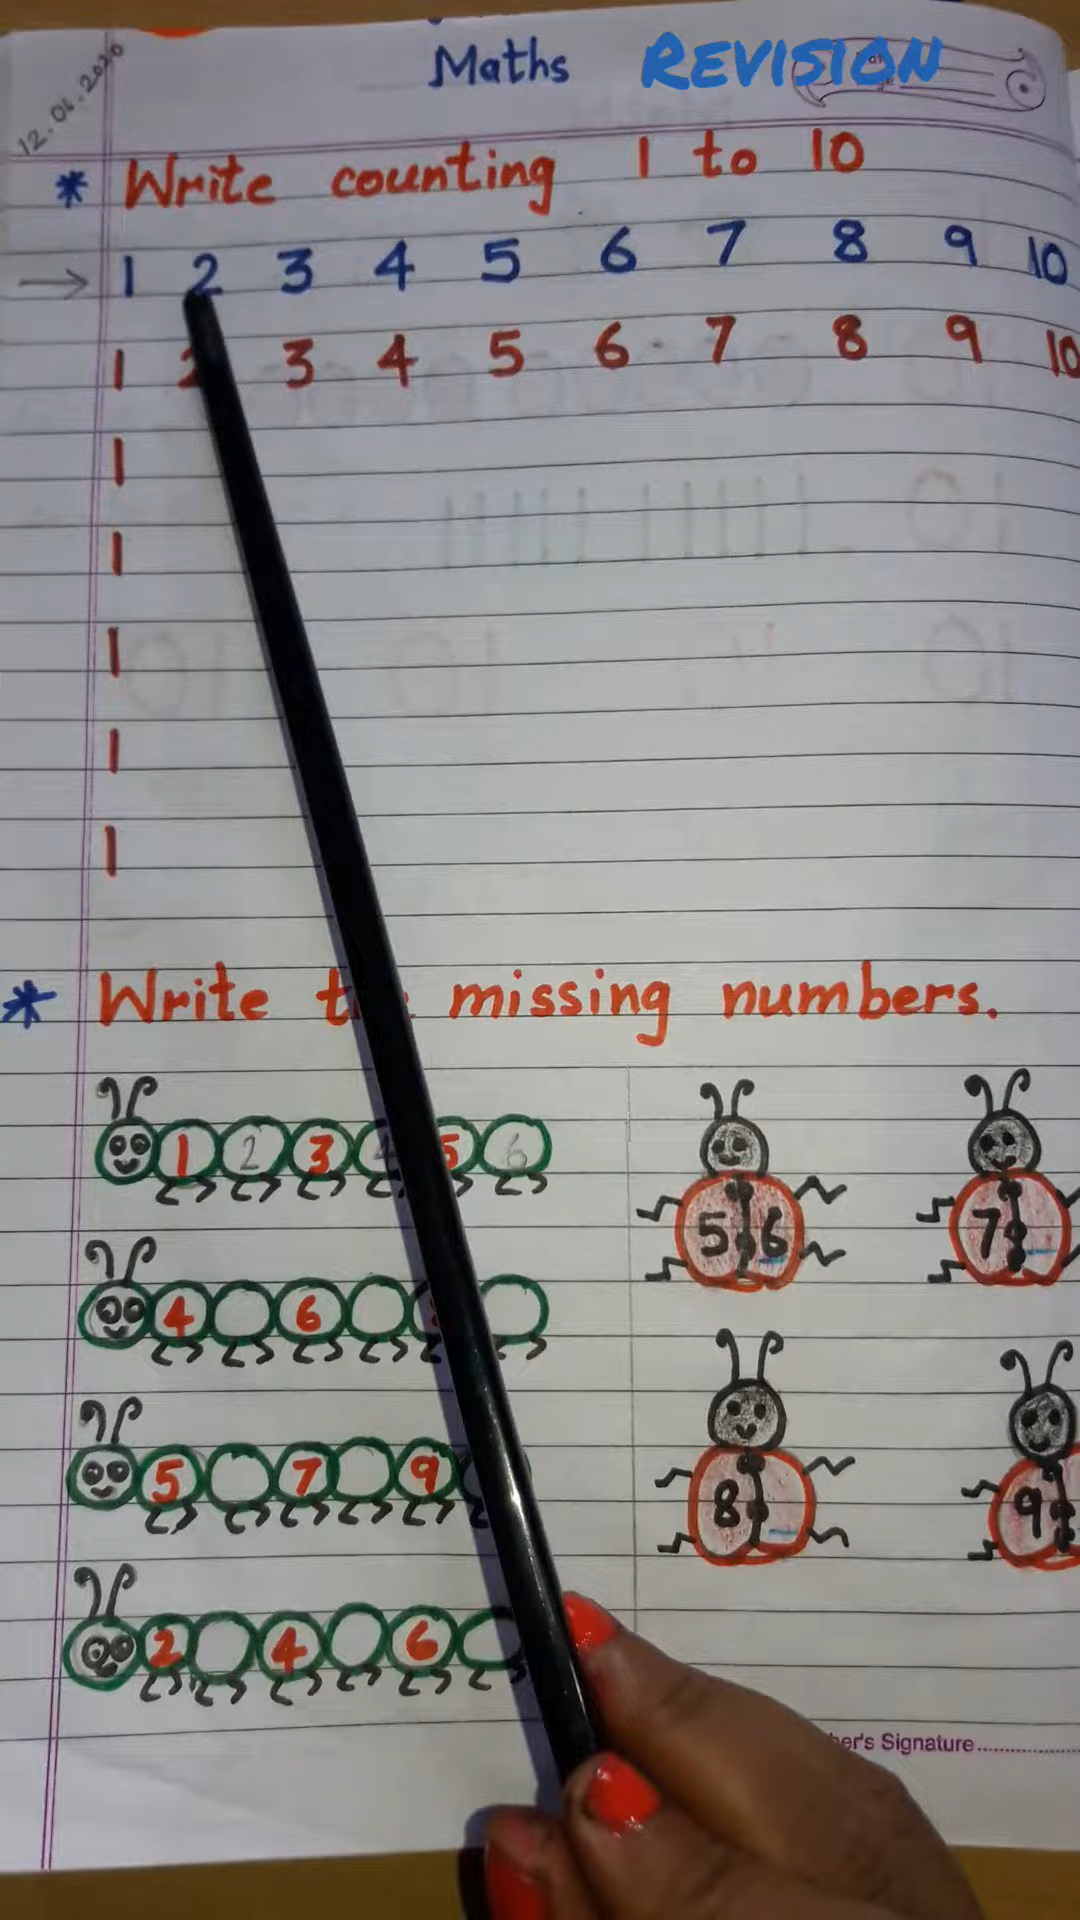 12.06.2020
Maths REVISION
* Write counting 1 to 10
→ 1 2 3 4 5 6 7 8 9 10
1 2 3 4 5 6 7 8 9 10
1
1
1
1
1
* Write missing numbers.
1 2 3 4 5 6
4 6
5 7 9
2 4 6
5 6
7
8
9
Signature